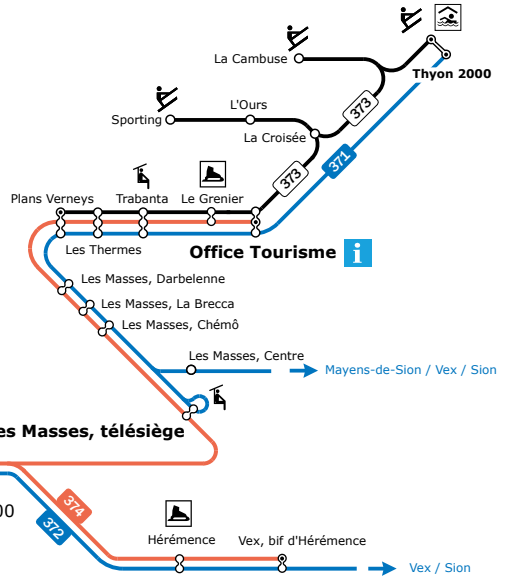 La Cambuse
Thyon 2000
L'Ours
Sporting
373
La Croisée
371
373
Plans Verneys
Trabanta
Le Grenier
Les Thermes
Office Tourisme i
Les Masses, Darbelenne
Les Masses, La Brecca
Les Masses, Chémô
Les Masses, Centre
Mayens-de-Sion / Vex / Sion
es Masses, télésiège
374
00
372
Hérémence
Vex, bif d'Hérémence
Vex / Sion